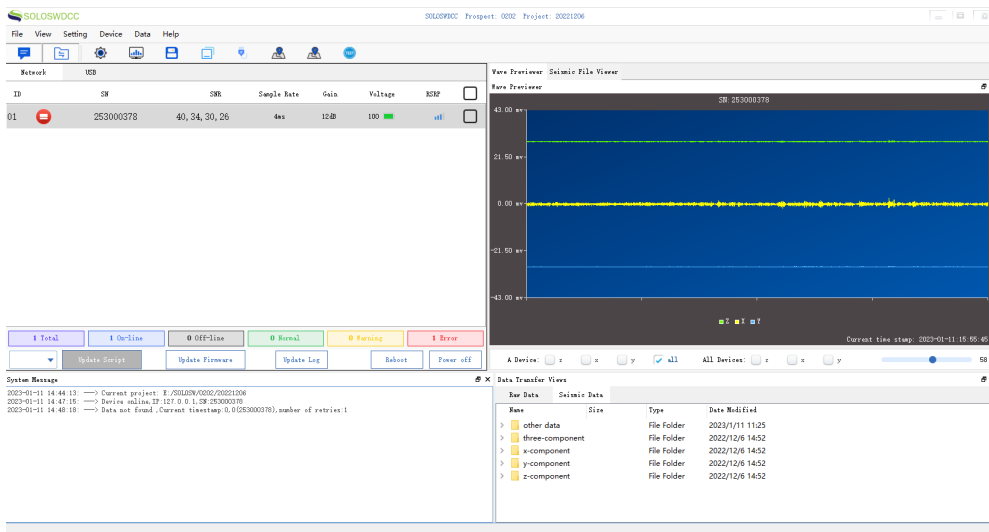 SOLOSWDCC
SOLOSWDCC Prospect: 0202 Project: 20221206
File View Setting Device Data Help
Network USB
ID SN SNR Sample Rate Gain Voltage RSRP
01 253000378 40, 34, 30, 26 4ms 12dB 100
1 Total 1 On-line 0 Off-line 0 Normal 0 Warning 1 Error
Update Script Update Firmware Update Log Reboot Power off
Wave Previewer Seismic File Viewer
Wave Previewer
SN: 253000378
43.00 mv
21.50 mv
0.00 mv
-21.50 mv
-43.00 mv
Z X Y
Current time stamp: 2023-01-11:15:55:45
A Device: z x y all All Devices: z x y 58
System Message
2023-01-11 14:44:13: ---> Current project: E:/SOLOSW/0202/20221206
2023-01-11 14:47:15: ---> Device online,IP:127.0.0.1,SN:253000378
2023-01-11 14:48:18: ---> Data not found ,Current timestamp:0,0(253000378),number of retries:1
Data Transfer Views
Raw Data Seismic Data
Name Size Type Date Modified
other data File Folder 2023/1/11 11:25
three-component File Folder 2022/12/6 14:52
x-component File Folder 2022/12/6 14:52
y-component File Folder 2022/12/6 14:52
z-component File Folder 2022/12/6 14:52